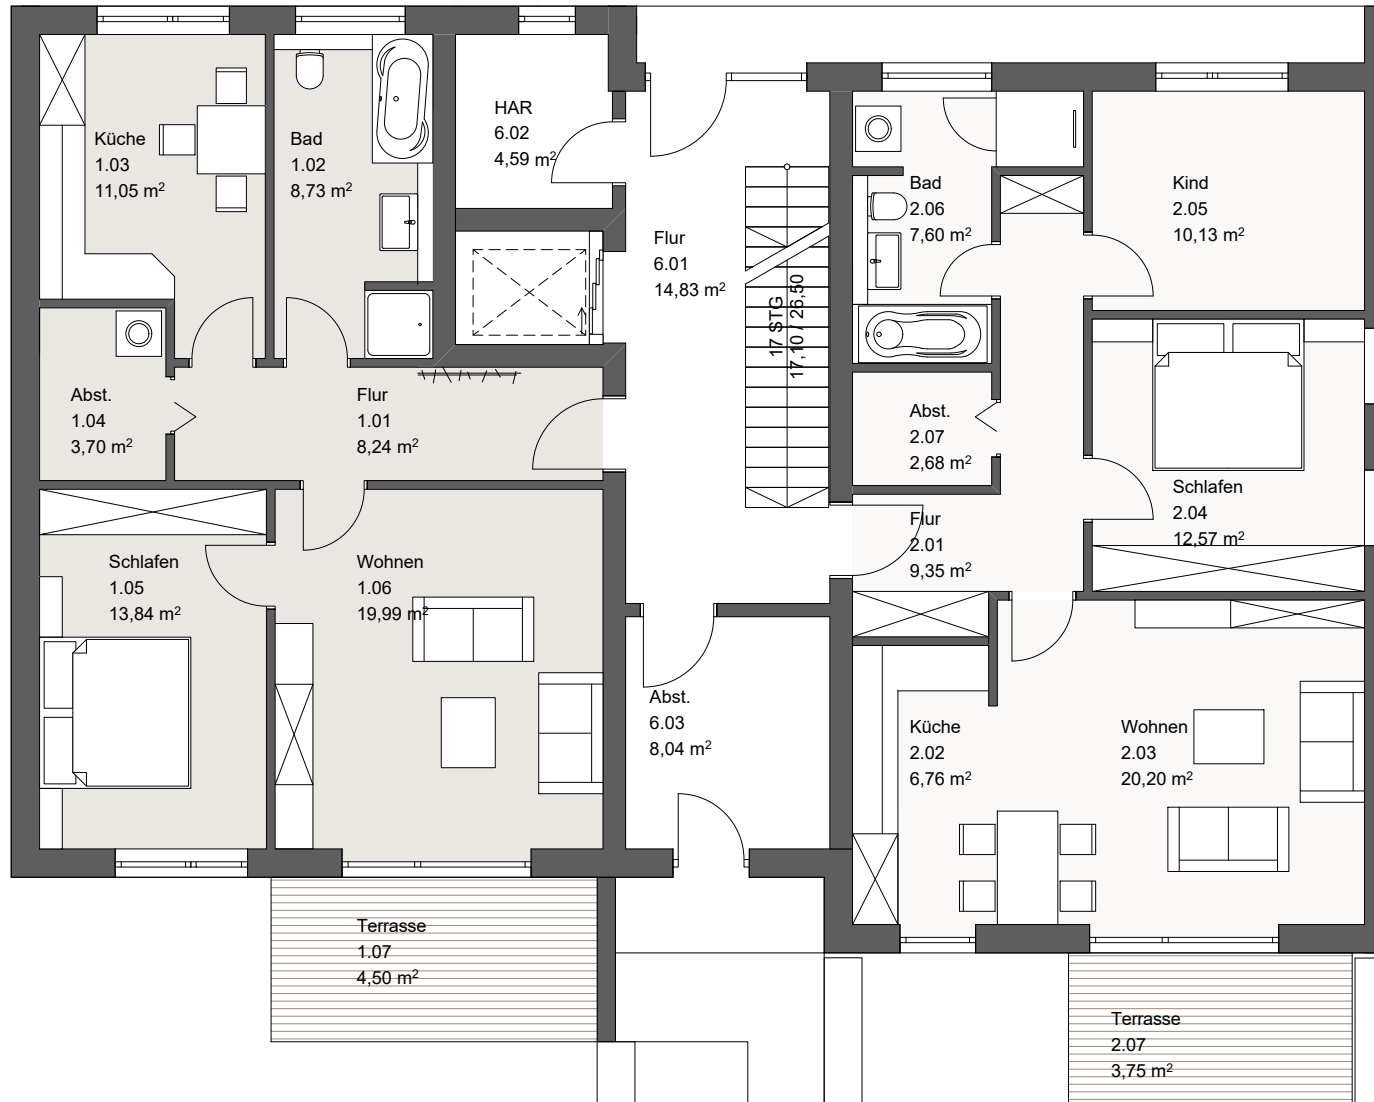 Küche
1.03
11,05 m²
Bad
1.02
8,73 m²
HAR
6.02
4,59 m²
Flur
6.01
14,83 m²
17 STG
17,10 / 26,50
Bad
2.06
7,60 m²
Kind
2.05
10,13 m²
Abst.
1.04
3,70 m²
Flur
1.01
8,24 m²
Abst.
2.07
2,68 m²
Schlafen
2.04
12,57 m²
Flur
2.01
9,35 m²
Schlafen
1.05
13,84 m²
Wohnen
1.06
19,99 m²
Abst.
6.03
8,04 m²
Küche
2.02
6,76 m²
Wohnen
2.03
20,20 m²
Terrasse
1.07
4,50 m²
Terrasse
2.07
3,75 m²